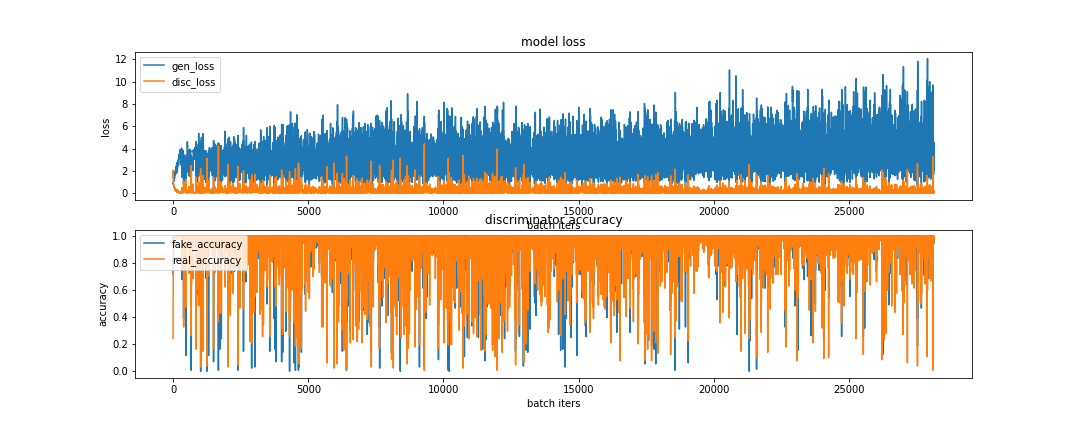 model loss
12
10
8
6
4
2
0
loss
gen_loss
disc_loss
0 5000 10000 15000 20000 25000
batch iters
discriminator accuracy
1.0
0.8
0.6
0.4
0.2
0.0
accuracy
fake_accuracy
real_accuracy
0 5000 10000 15000 20000 25000
batch iters